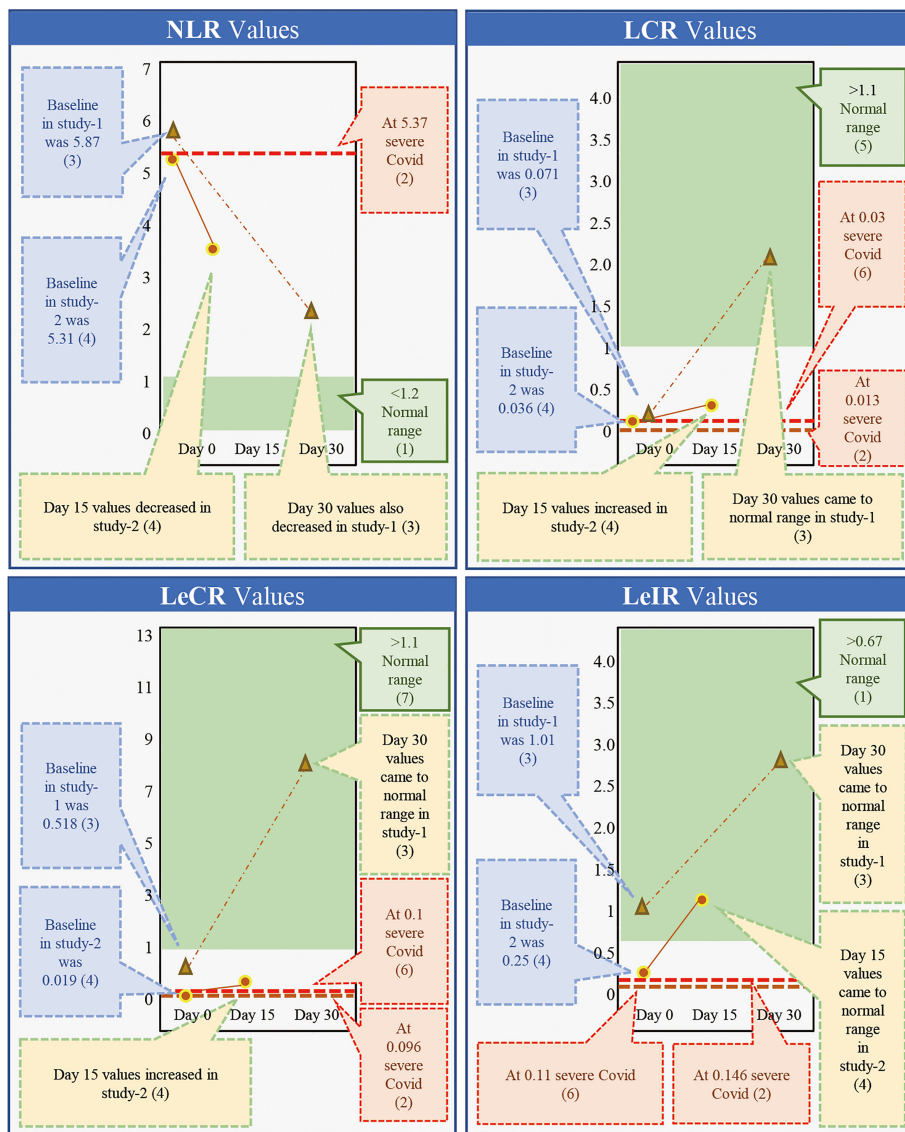 NLR Values
7
6
5
4
3
2
1
0
Day 0
Day 15
Day 30
Baseline
in study-1
was 5.87
(3)
Baseline
in study-
2 was
5.31 (4)
At 5.37
severe
Covid
(2)
<1.2
Normal
range
(1)
Day 15 values decreased in
study-2 (4)
Day 30 values also
decreased in study-1 (3)
LCR Values
4.0
3.0
2.5
2.0
1.5
1
0.5
0
Day 0
Day 15
Day 30
Baseline
in study-1
was 0.071
(3)
Baseline
in study-
2 was
0.036 (4)
>1.1
Normal
range
(5)
At 0.03
severe
Covid
(6)
At
0.013
severe
Covid
(2)
Day 15 values increased in
study-2 (4)
Day 30 values came to
normal range in study-1
(3)
LeCR Values
13
11
9
7
5
3
1
0
Day 0
Day 15
Day 30
Baseline
in study-
1 was
0.518 (3)
Baseline
in study-2
was
0.019 (4)
>1.1
Normal
range
(7)
Day 30
values
came to
normal
range in
study-1
(3)
At 0.1
severe
Covid
(6)
At
0.096
severe
Covid
(2)
Day 15 values increased in
study-2 (4)
LeIR Values
4.0
3.0
2.5
2.0
1.5
1
0.5
0
Day 0
Day 15
Day 30
Baseline
in study-1
was 1.01
(3)
Baseline
in study-
2 was
0.25 (4)
>0.67
Normal
range
(1)
Day 30
values
came to
normal
range
in
study-1
(3)
Day 15
values
came to
normal
range
in
study-2
(4)
At 0.11 severe Covid
(6)
At 0.146 severe
Covid (2)